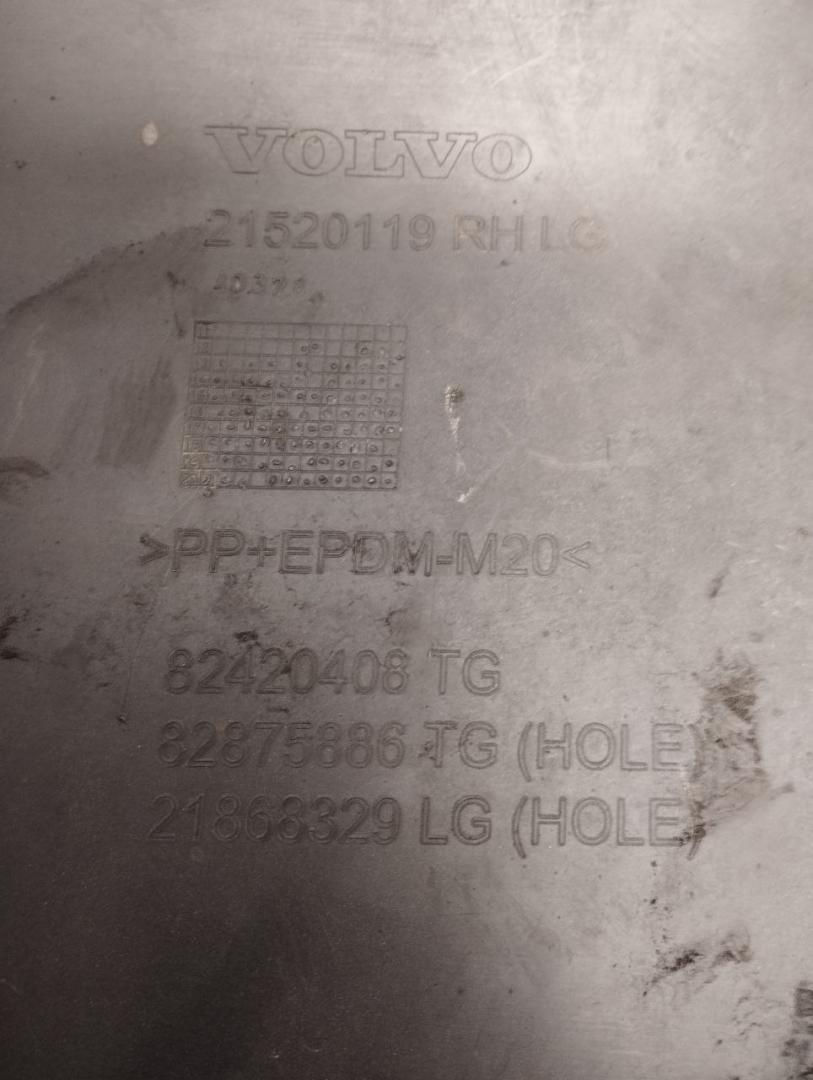 VOLVO
21520119 RH LG
>PP+EPDM-M20<
82420408 TG
82875886 TG (HOLE)
21868329 LG (HOLE)